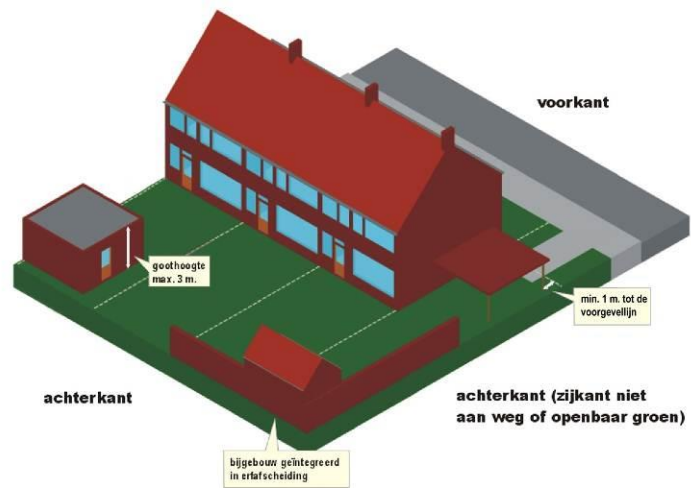 voorkant
goothoogte
max. 3 m.
min. 1 m. tot de
voorgevellijn
achterkant
achterkant (zijkant niet
aan weg of openbaar groen)
bijgebouw geïntegreerd
in erfafscheiding